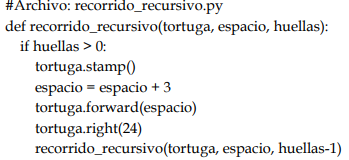 #Archivo: recorrido_recursivo.py
def recorrido_recursivo(tortuga, espacio, huellas):
    if huellas > 0:
        tortuga.stamp()
        espacio = espacio + 3
        tortuga.forward(espacio)
        tortuga.right(24)
        recorrido_recursivo(tortuga, espacio, huellas-1)